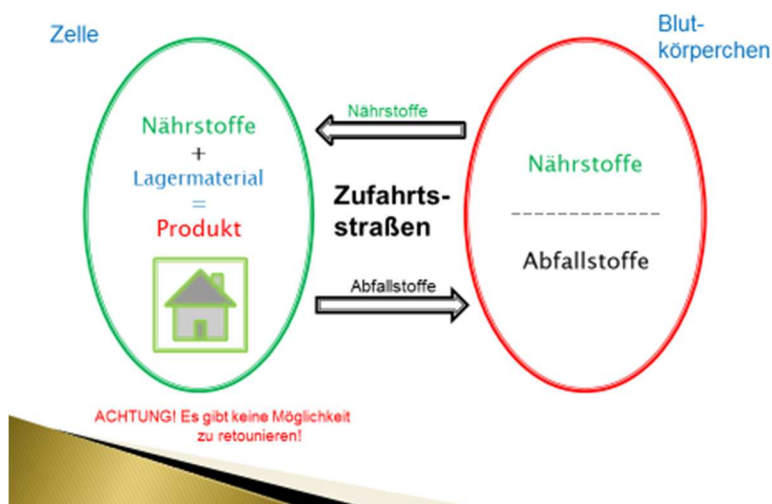 Zelle
Blut-
körperchen
Nährstoffe
+
Lagermaterial
=
Produkt
Nährstoffe
Zufahrts-
straßen
Abfallstoffe
Nährstoffe
-------------
Abfallstoffe
ACHTUNG! Es gibt keine Möglichkeit
zu retounieren!